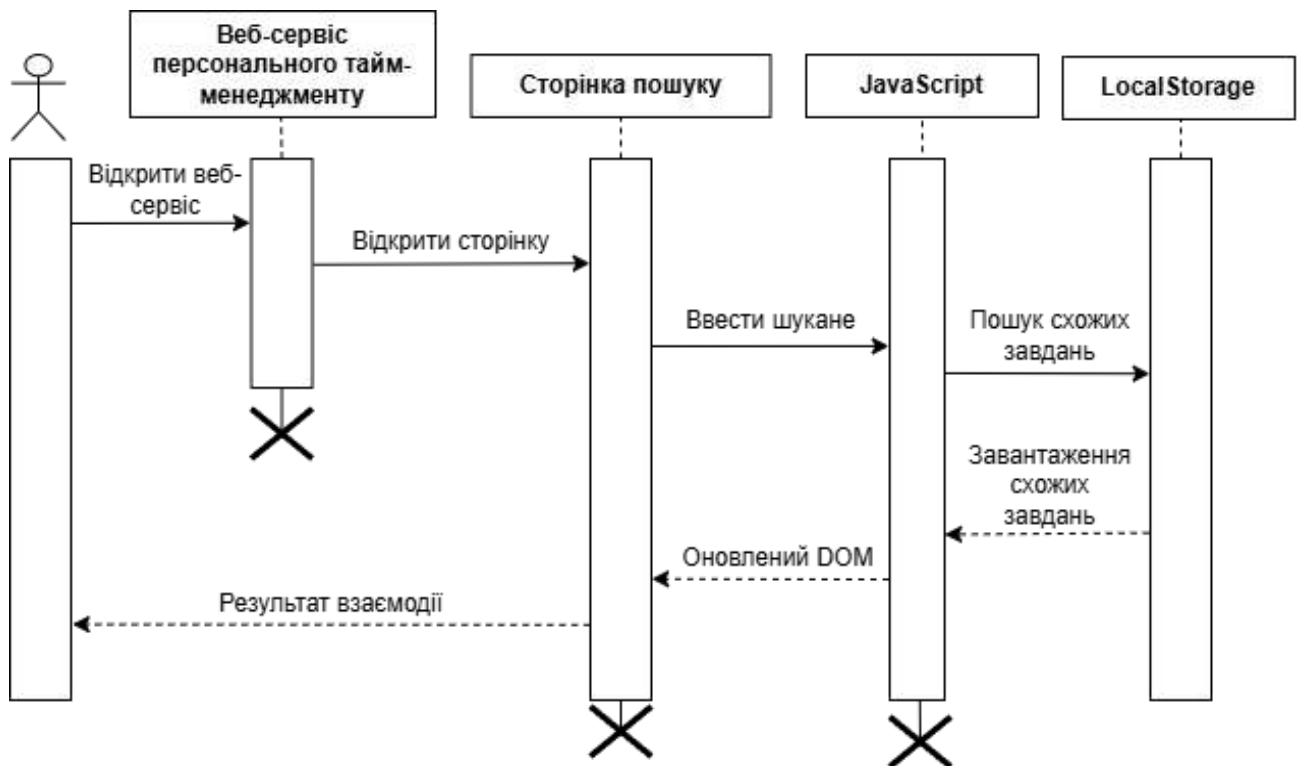 Веб-сервіс
персонального тайм-
менеджменту
Сторінка пошуку
JavaScript
LocalStorage
Відкрити веб-
сервіс
Відкрити сторінку
Ввести шукане
Пошук схожих
завдань
Завантаження
схожих
завдань
Оновлений DOM
Результат взаємодії